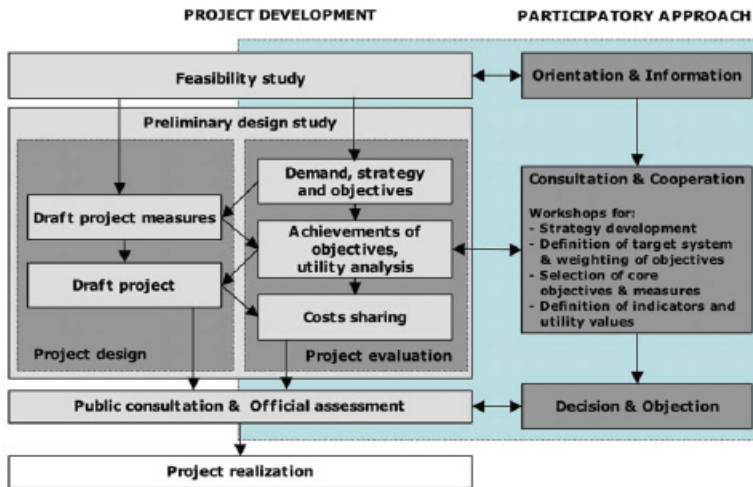 PROJECT DEVELOPMENT
PARTICIPATORY APPROACH
Feasibility study
Orientation & Information
Preliminary design study
Demand, strategy
and objectives
Draft project measures
Achievements of
objectives,
utility analysis
Draft project
Costs sharing
Project design
Project evaluation
Consultation & Cooperation
Workshops for:
- Strategy development
- Definition of target system
& weighting of objectives
- Selection of core
objectives & measures
- Definition of indicators and
utility values
Public consultation & Official assessment
Decision & Objection
Project realization